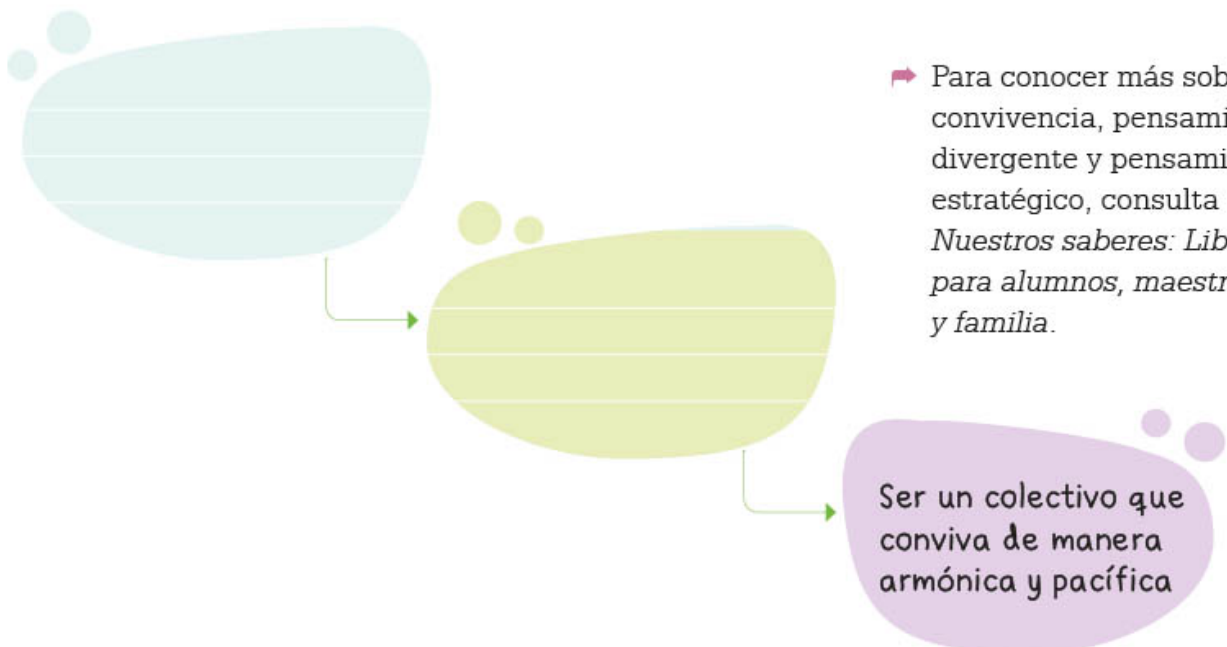 Para conocer más sob
convivencia, pensami
divergente y pensami
estratégico, consulta
Nuestros saberes: Lib
para alumnos, maestr
y familia.
Ser un colectivo que
conviva de manera
armónica y pacífica